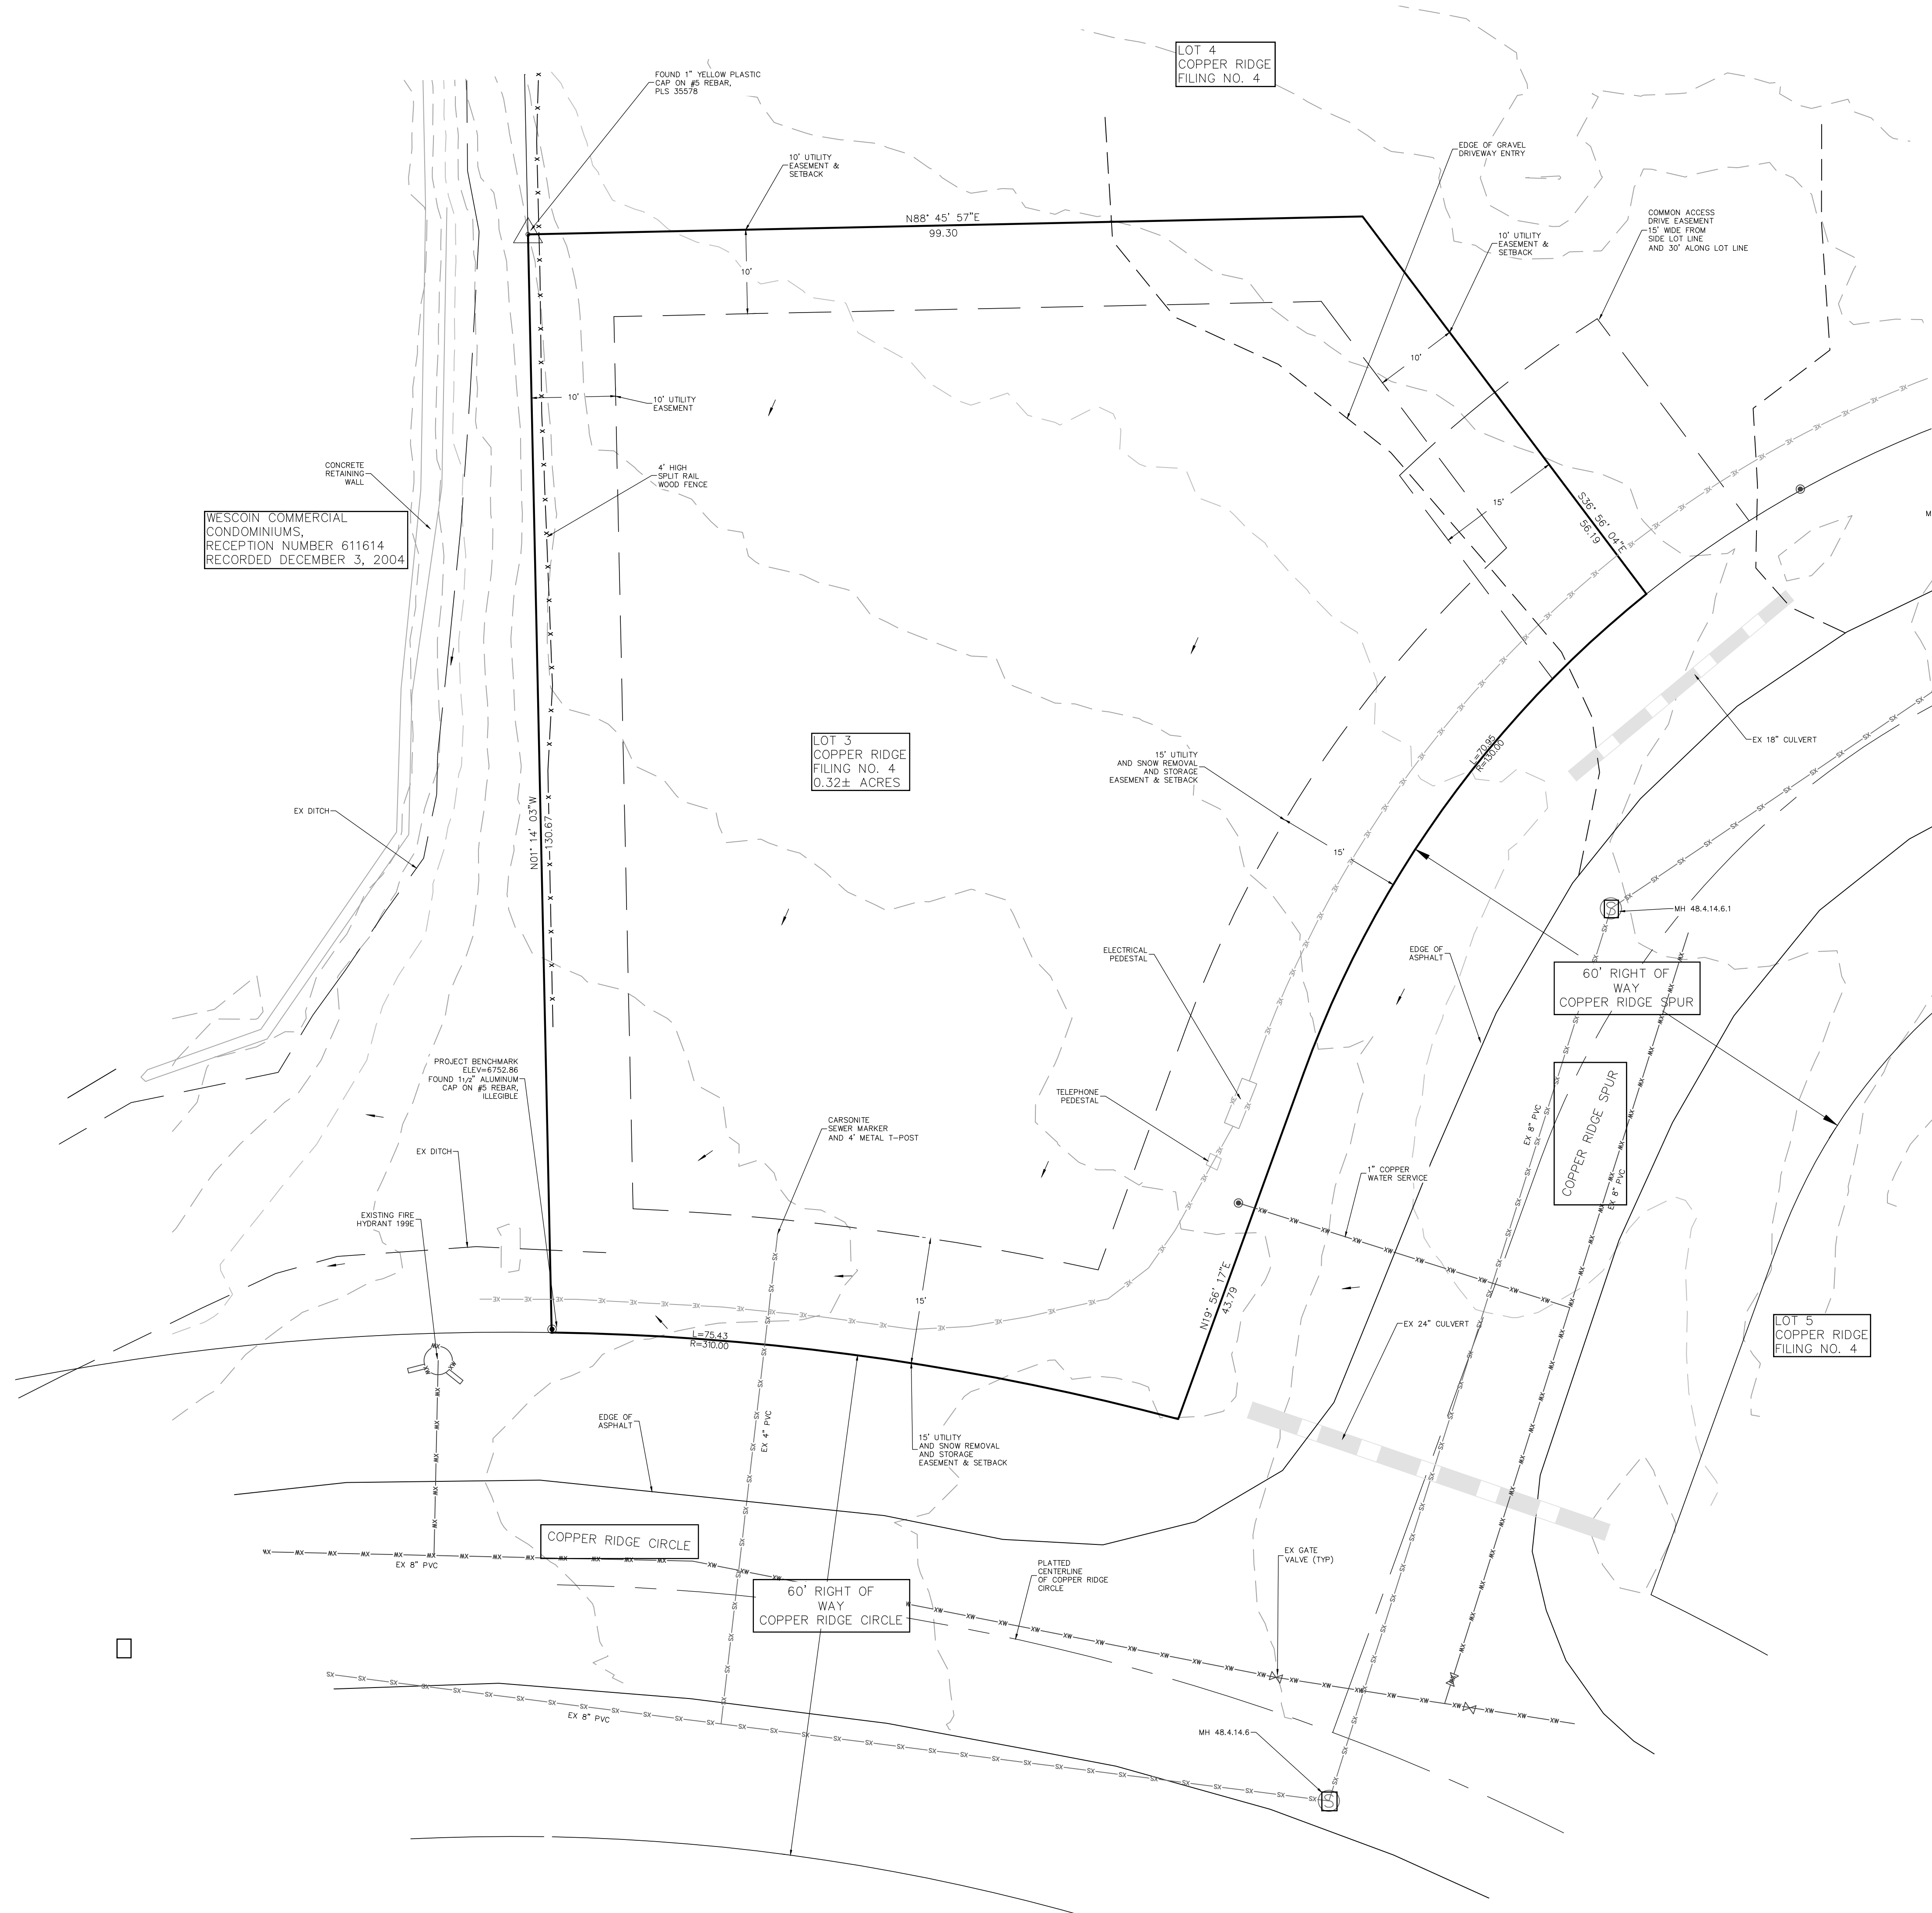 LOT 4
COPPER RIDGE
FILING NO. 4
FOUND 1" YELLOW PLASTIC
CAP ON #5 REBAR,
PLS 35578
10' UTILITY
EASEMENT &
SETBACK
EDGE OF GRAVEL
DRIVEWAY ENTRY
COMMON ACCESS
DRIVE EASEMENT
15' WIDE FROM
SIDE LOT LINE
AND 30' ALONG LOT LINE
N88° 45' 57"E
99.30
10' UTILITY
EASEMENT &
SETBACK
10'
10'
10'
10' UTILITY
EASEMENT
CONCRETE
RETAINING
WALL
4' HIGH
SPLIT RAIL
WOOD FENCE
15'
S36° 56' 04"E
56.19
WESCOIN COMMERCIAL
CONDOMINIUMS,
RECEPTION NUMBER 611614
RECORDED DECEMBER 3, 2004
M
LOT 3
COPPER RIDGE
FILING NO. 4
0.32± ACRES
15' UTILITY
AND SNOW REMOVAL
AND STORAGE
EASEMENT & SETBACK
L=70.95
R=130.00
EX 18" CULVERT
EX DITCH
N01° 14' 03"W
130.67
15'
S
MH 48.4.14.6.1
ELECTRICAL
PEDESTAL
EDGE OF
ASPHALT
60' RIGHT OF
WAY
COPPER RIDGE SPUR
PROJECT BENCHMARK
ELEV=6752.86
FOUND 11/2" ALUMINUM
CAP ON #5 REBAR,
ILLEGIBLE
TELEPHONE
PEDESTAL
CARSONITE
SEWER MARKER
AND 4' METAL T-POST
EX 8" PVC
COPPER RIDGE SPUR
EX 8" PVC
EX DITCH
1" COPPER
WATER SERVICE
EXISTING FIRE
HYDRANT 199E
15'
N19° 56' 17"E
43.79
L=75.43
R=310.00
EX 24" CULVERT
LOT 5
COPPER RIDGE
FILING NO. 4
EDGE OF
ASPHALT
EX 4" PVC
15' UTILITY
AND SNOW REMOVAL
AND STORAGE
EASEMENT & SETBACK
COPPER RIDGE CIRCLE
EX 8" PVC
PLATTED
CENTERLINE
OF COPPER RIDGE
CIRCLE
EX GATE
VALVE (TYP)
60' RIGHT OF
WAY
COPPER RIDGE CIRCLE
EX 8" PVC
MH 48.4.14.6
S